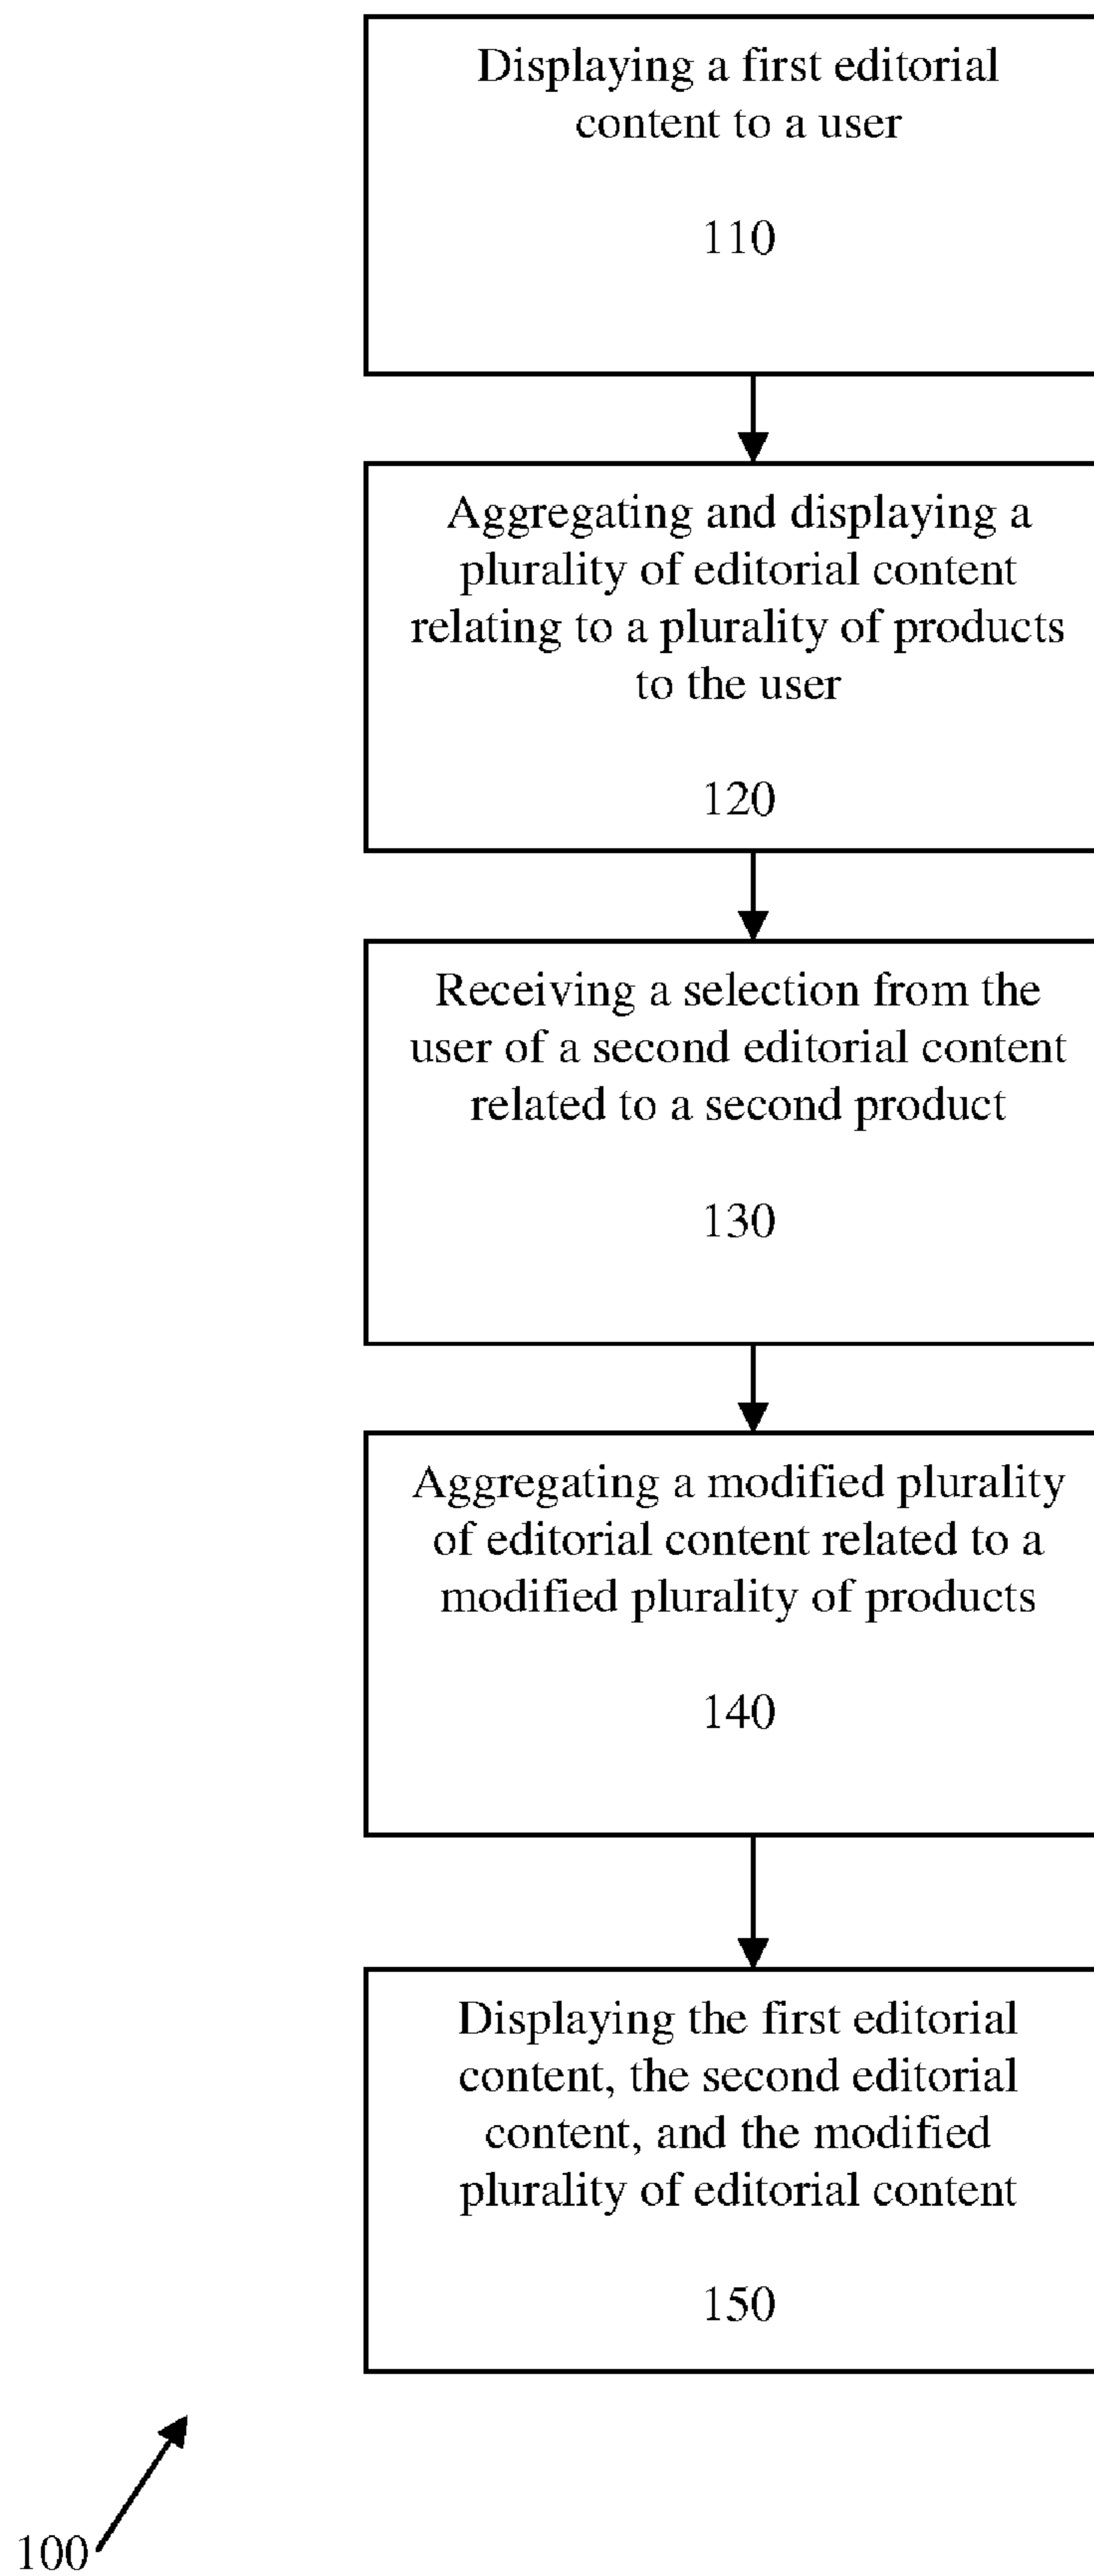 Displaying a first editorial
content to a user
110
Aggregating and displaying a
plurality of editorial content
relating to a plurality of products
to the user
120
Receiving a selection from the
user of a second editorial content
related to a second product
130
Aggregating a modified plurality
of editorial content related to a
modified plurality of products
140
Displaying the first editorial
content, the second editorial
content, and the modified
plurality of editorial content
150
100